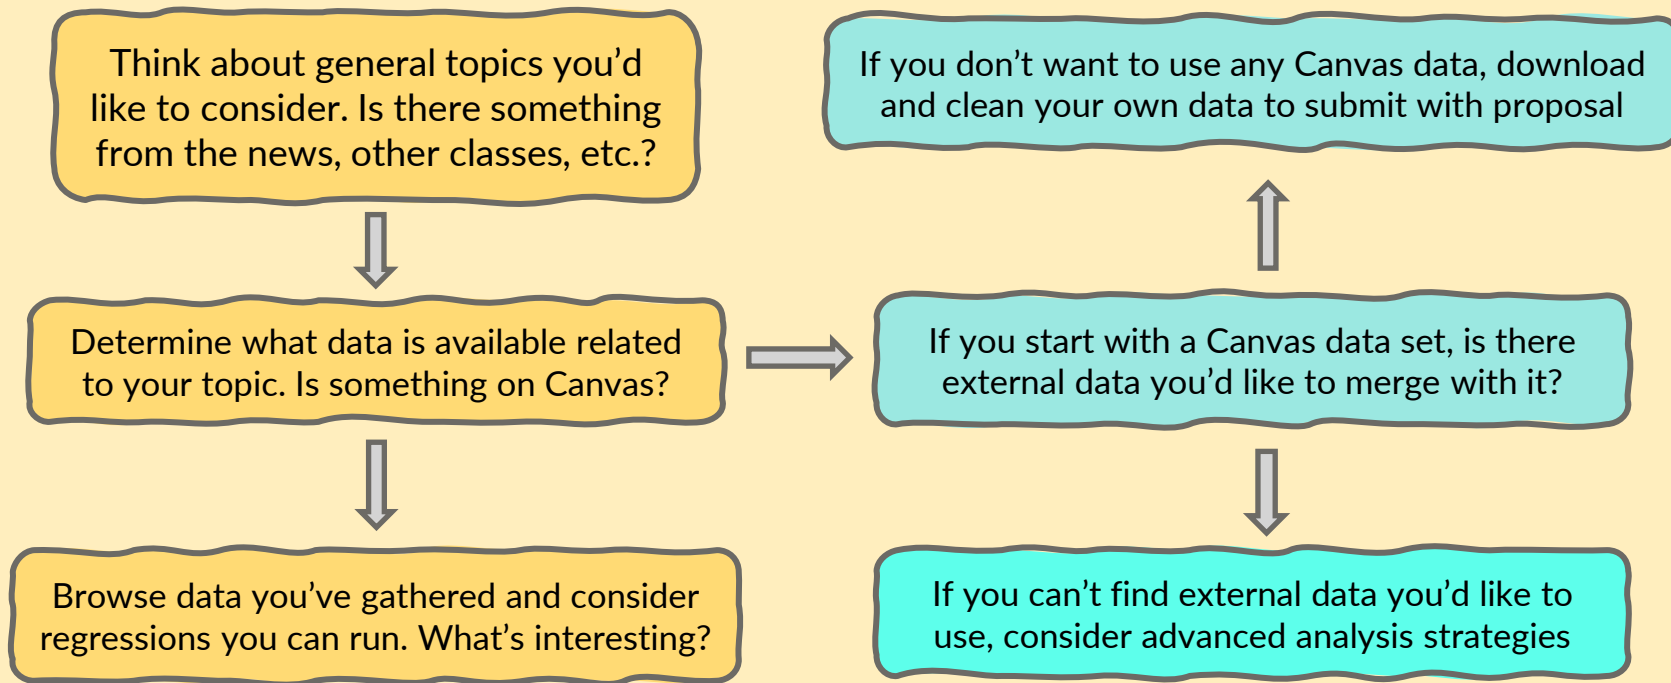 Think about general topics you’d
like to consider. Is there something
from the news, other classes, etc.?
Determine what data is available related
to your topic. Is something on Canvas?
Browse data you’ve gathered and consider
regressions you can run. What’s interesting?
If you don’t want to use any Canvas data, download
and clean your own data to submit with proposal
If you start with a Canvas data set, is there
external data you’d like to merge with it?
If you can’t find external data you’d like to
use, consider advanced analysis strategies